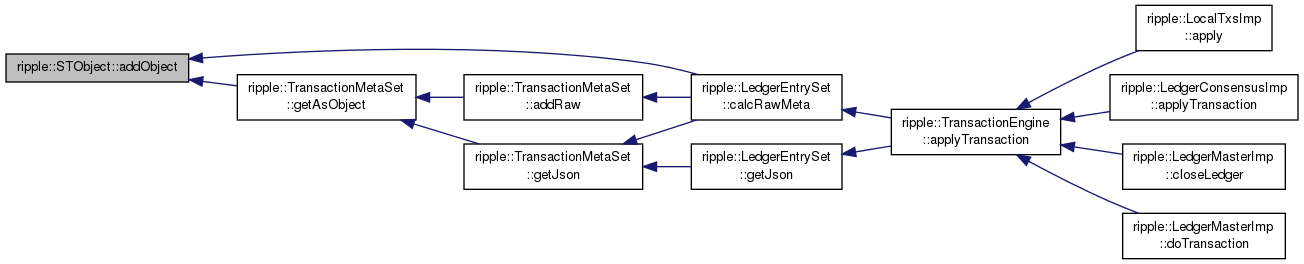 ripple::STObject::addObject
ripple::TransactionMetaSet
::getAsObject
ripple::TransactionMetaSet
::addRaw
ripple::TransactionMetaSet
::getJson
ripple::LedgerEntrySet
::calcRawMeta
ripple::LedgerEntrySet
::getJson
ripple::TransactionEngine
::applyTransaction
ripple::LocalTxsImp
::apply
ripple::LedgerConsensusImp
::applyTransaction
ripple::LedgerMasterImp
::closeLedger
ripple::LedgerMasterImp
::doTransaction